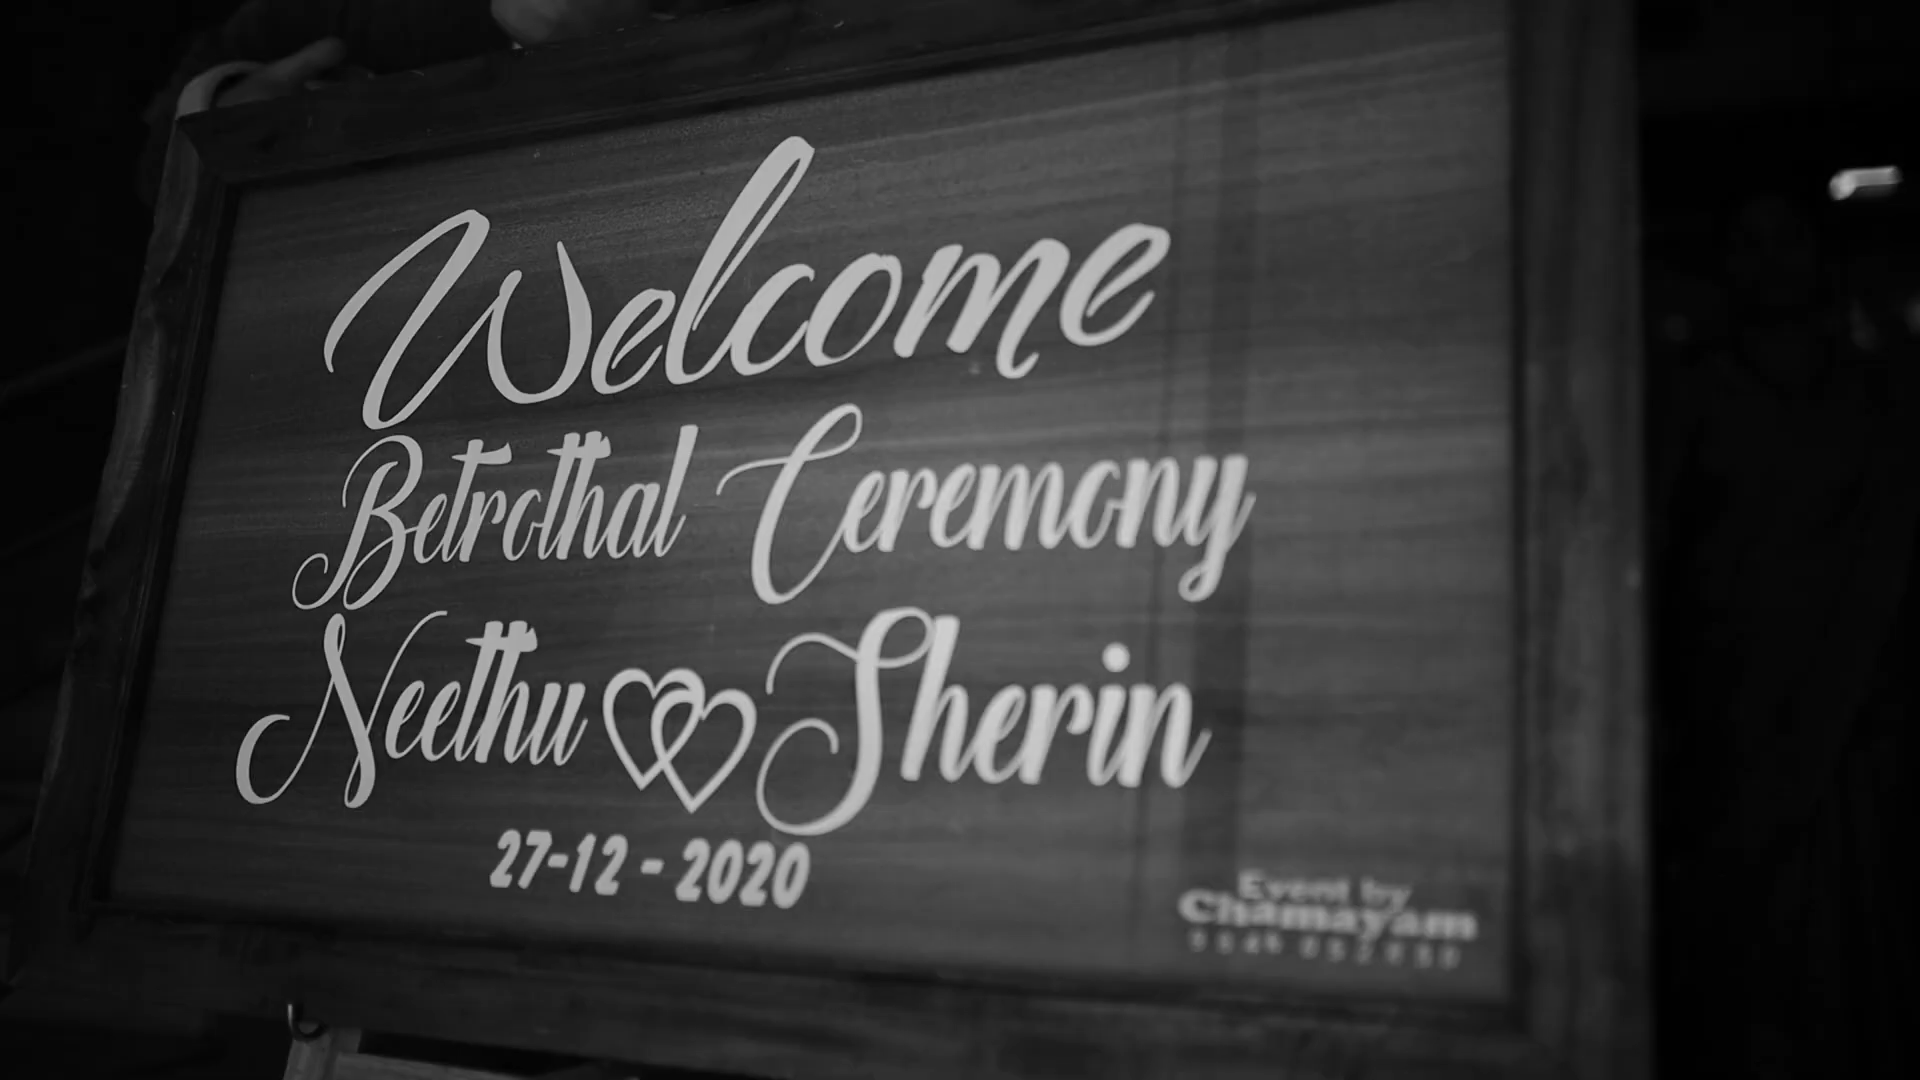 Welcome
Betrothal Ceremony
Neethu Sherin
27-12-2020
Event by
Chamayam